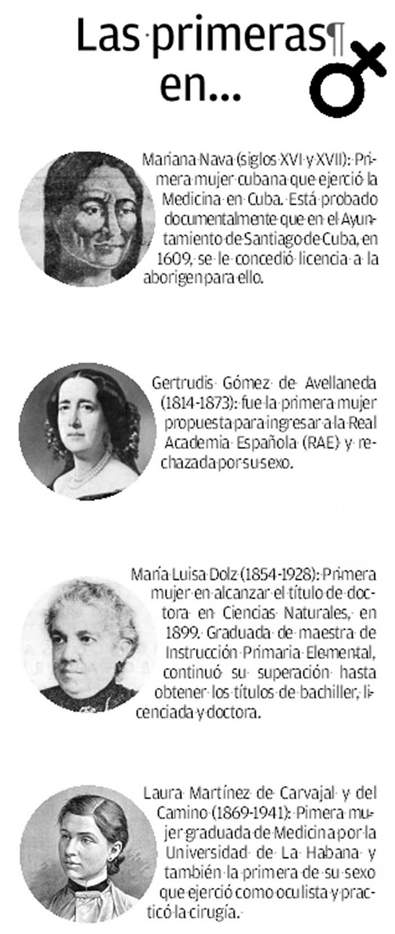 Las primeras¶
en...
Mariana Nava (siglos XVI y XVII): Pri-
mera mujer cubana que ejerció la
Medicina en Cuba. Está probado
documentalmente que en el Ayun-
tamiento de Santiago de Cuba, en
1609, se le concedió licencia a la
aborigen para ello.
Gertrudis Gómez de Avellaneda
(1814-1873): fue la primera mujer
propuesta para ingresar a la Real
Academia Española (RAE) y re-
chazada por su sexo.
María Luisa Dolz (1854-1928): Primera
mujer en alcanzar el título de doc-
tora en Ciencias Naturales, en
1899. Graduada de maestra de
Instrucción Primaria Elemental,
continuó su superación hasta
obtener los títulos de bachiller, li-
cenciada y doctora.
Laura Martínez de Carvajal y del
Camino (1869-1941): Pimera mu-
jer graduada de Medicina por la
Universidad de La Habana y
también la primera de su sexo
que ejerció como oculista y prac-
ticó la cirugía.